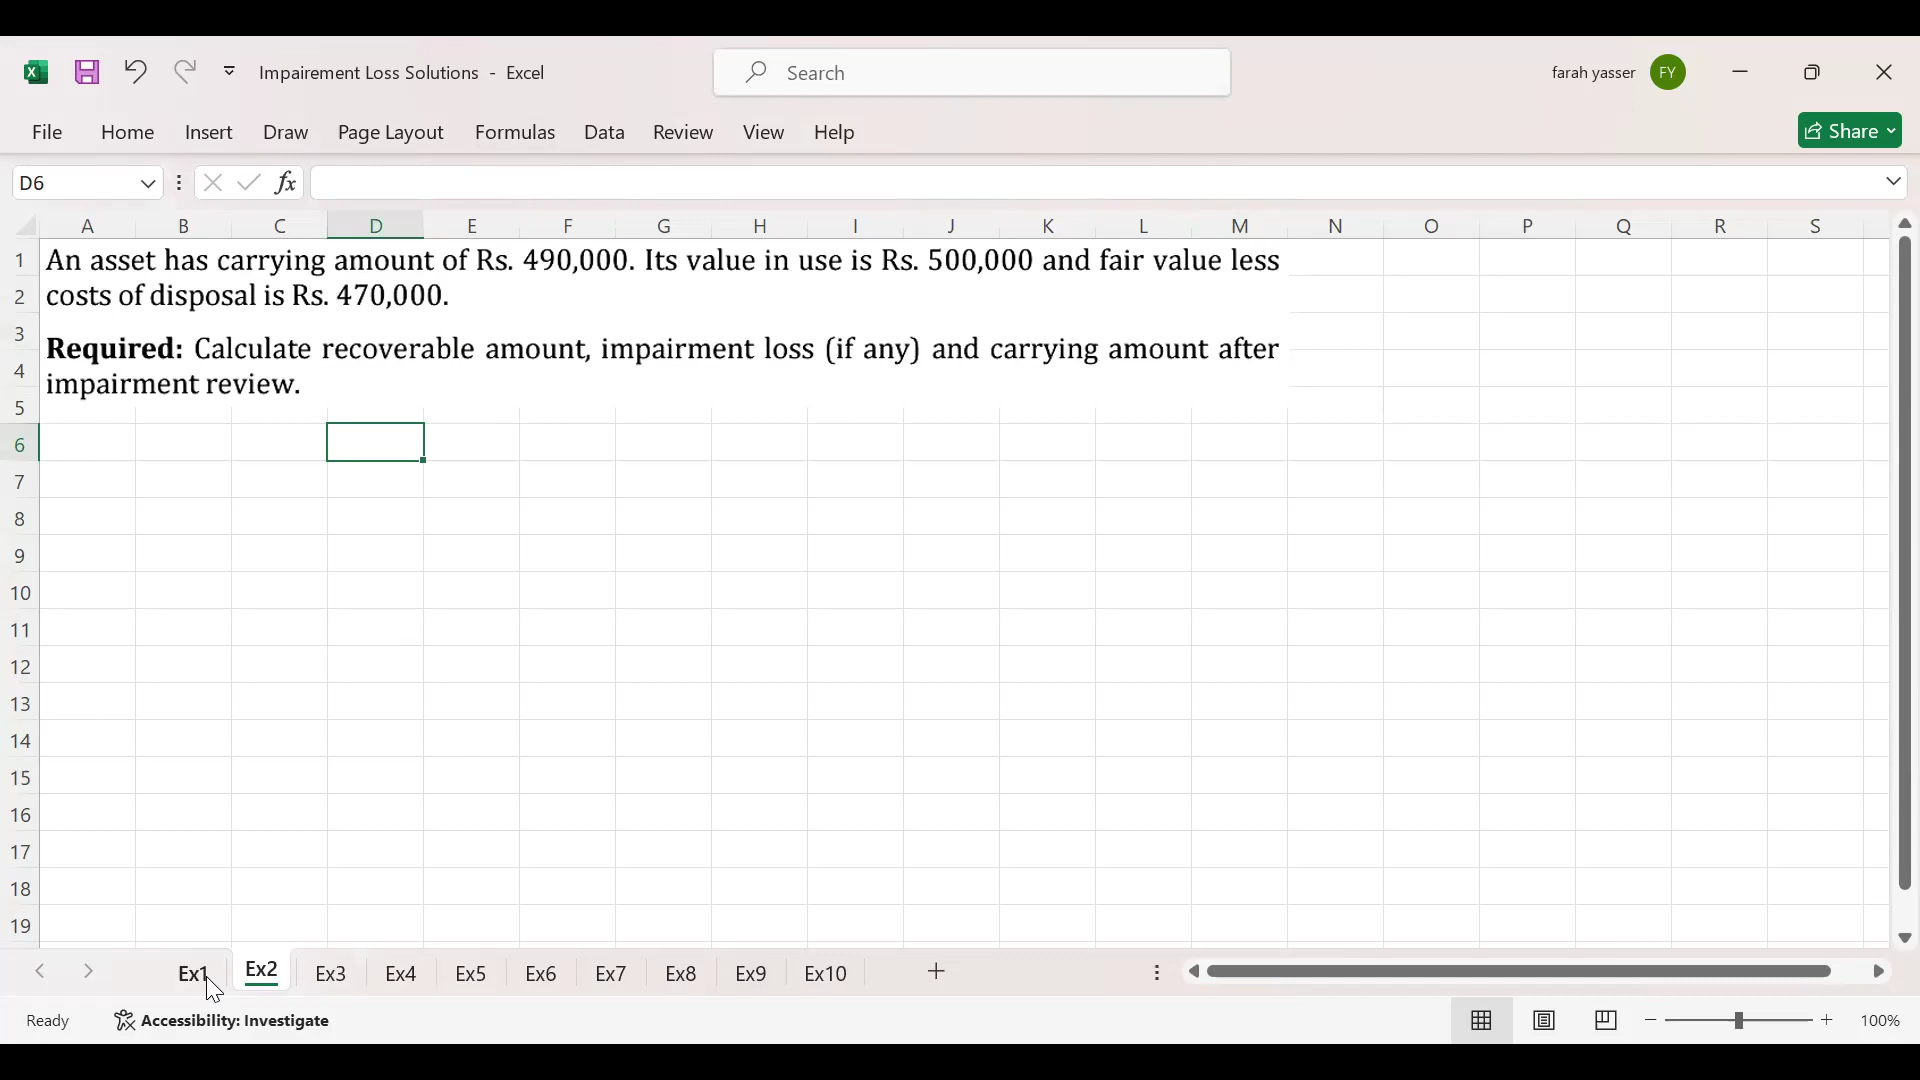 Impairement Loss Solutions - Excel
Search
farah yasser
FY
File Home Insert Draw Page Layout Formulas Data Review View Help
Share
D6
fx
A B C D E F G H I J K L M N O P Q R S
1
2
3
4
5
6
7
8
9
10
11
12
13
14
15
16
17
18
19
An asset has carrying amount of Rs. 490,000. Its value in use is Rs. 500,000 and fair value less
costs of disposal is Rs. 470,000.
Required: Calculate recoverable amount, impairment loss (if any) and carrying amount after
impairment review.
Ex1 Ex2 Ex3 Ex4 Ex5 Ex6 Ex7 Ex8 Ex9 Ex10
Ready
Accessibility: Investigate
100%